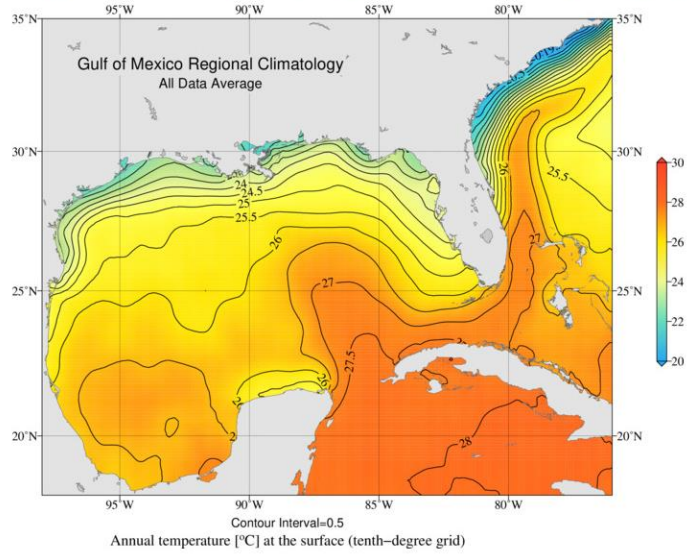 95°W 90°W 85°W 80°W
35°N 35°N
Gulf of Mexico Regional Climatology
All Data Average
30°N 30°N
25°N 25°N
20°N 20°N
24
24.5
25
25.5
26
27
27.5
26
28
26
27
25.5
30
28
26
24
22
20
95°W 90°W 85°W 80°W
Contour Interval=0.5
Annual temperature [°C] at the surface (tenth−degree grid)